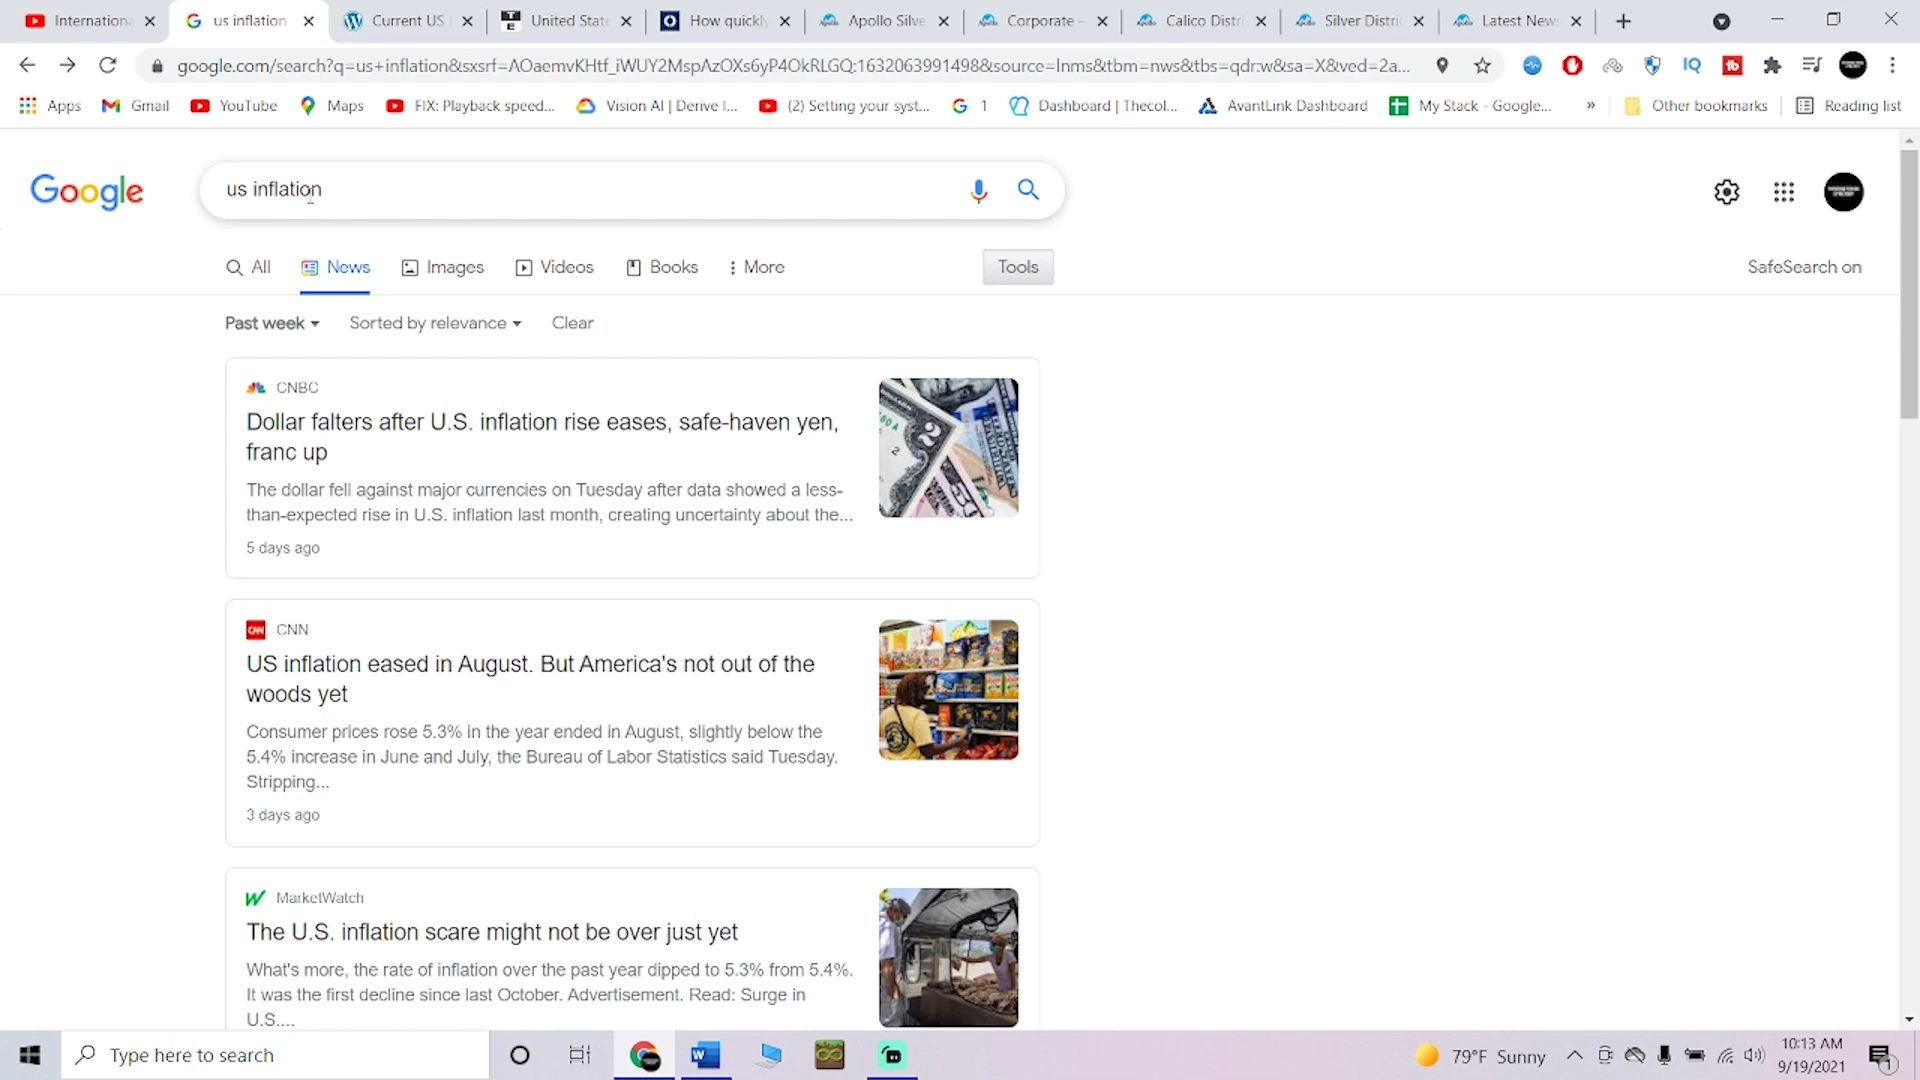 Internationa
us inflation
Current US
United State
How quickly
Apollo Silve
Corporate –
Calico Distri
Silver Distric
Latest News
google.com/search?q=us+inflation&sxsrf=AOaemvKHtf_iWUY2MspAzOXs6yP4OkRLGQ:1632063991498&source=lnms&tbm=nws&tbs=qdr:w&sa=X&ved=2a...
Apps
Gmail
YouTube
Maps
FIX: Playback speed...
Vision AI | Derive I...
(2) Setting your syst...
1
Dashboard | Thecol...
AvantLink Dashboard
My Stack - Google...
»
Other bookmarks
Reading list
Google
us inflation
All
News
Images
Videos
Books
More
Tools
SafeSearch on
Past week
Sorted by relevance
Clear
CNBC
Dollar falters after U.S. inflation rise eases, safe-haven yen,
franc up
The dollar fell against major currencies on Tuesday after data showed a less-
than-expected rise in U.S. inflation last month, creating uncertainty about the...
5 days ago
CNN
US inflation eased in August. But America's not out of the
woods yet
Consumer prices rose 5.3% in the year ended in August, slightly below the
5.4% increase in June and July, the Bureau of Labor Statistics said Tuesday.
Stripping...
3 days ago
MarketWatch
The U.S. inflation scare might not be over just yet
What's more, the rate of inflation over the past year dipped to 5.3% from 5.4%.
It was the first decline since last October. Advertisement. Read: Surge in
U.S....
Type here to search
79°F Sunny
10:13 AM
9/19/2021